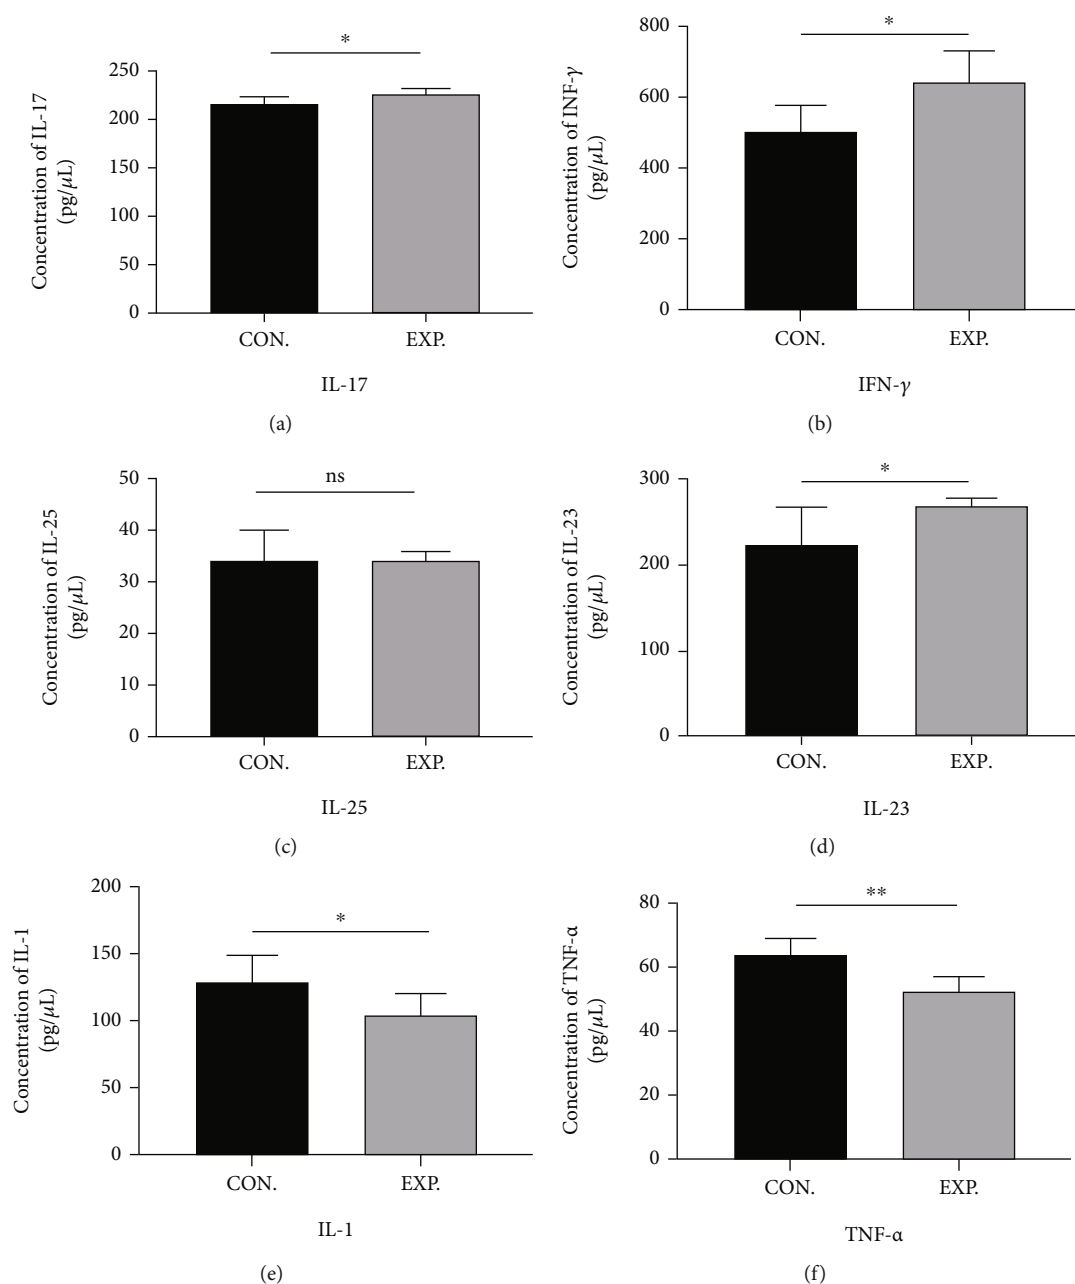 *
250
200
150
100
50
0
Concentration of IL-17
(pg/μL)
CON.
EXP.
IL-17
(a)
*
800
600
400
200
0
Concentration of INF-γ
(pg/μL)
CON.
EXP.
IFN-γ
(b)
ns
50
40
30
20
10
0
Concentration of IL-25
(pg/μL)
CON.
EXP.
IL-25
(c)
*
300
200
100
0
Concentration of IL-23
(pg/μL)
CON.
EXP.
IL-23
(d)
*
200
150
100
50
0
Concentration of IL-1
(pg/μL)
CON.
EXP.
IL-1
(e)
**
80
60
40
20
0
Concentration of TNF-α
(pg/μL)
CON.
EXP.
TNF-α
(f)